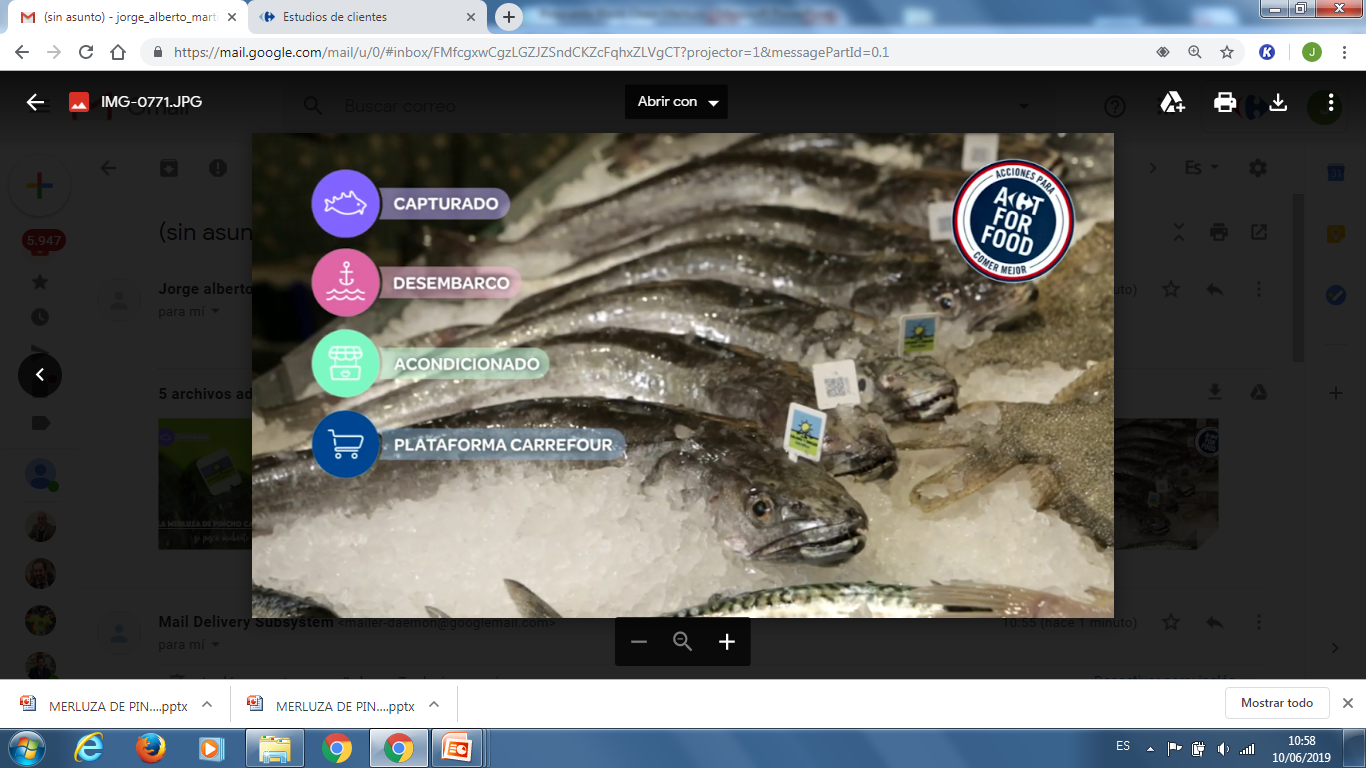 (sin asunto) - jorge_alberto_mart
Estudios de clientes
https://mail.google.com/mail/u/0/#inbox/FMfcgxwCgzLGZJZSndCKZcFqhxZLVgCT?projector=1&messagePartId=0.1
J
IMG-0771.JPG
Buscar correo
Abrir con
Es
5.947
(sin asun
Jorge alberto
para mí
5 archivos ad
CAPTURADO
DESEMBARCO
ACONDICIONADO
PLATAFORMA CARREFOUR
ACCIONES PARA
ACT
FOR
FOOD
COMER MEJOR
Mail Delivery Subsystem <mailer-daemon@googlemail.com>
10:55 (hace 1 minuto)
para mí
MERLUZA DE PIN....pptx
MERLUZA DE PIN....pptx
Mostrar todo
ES
10:58
10/06/2019